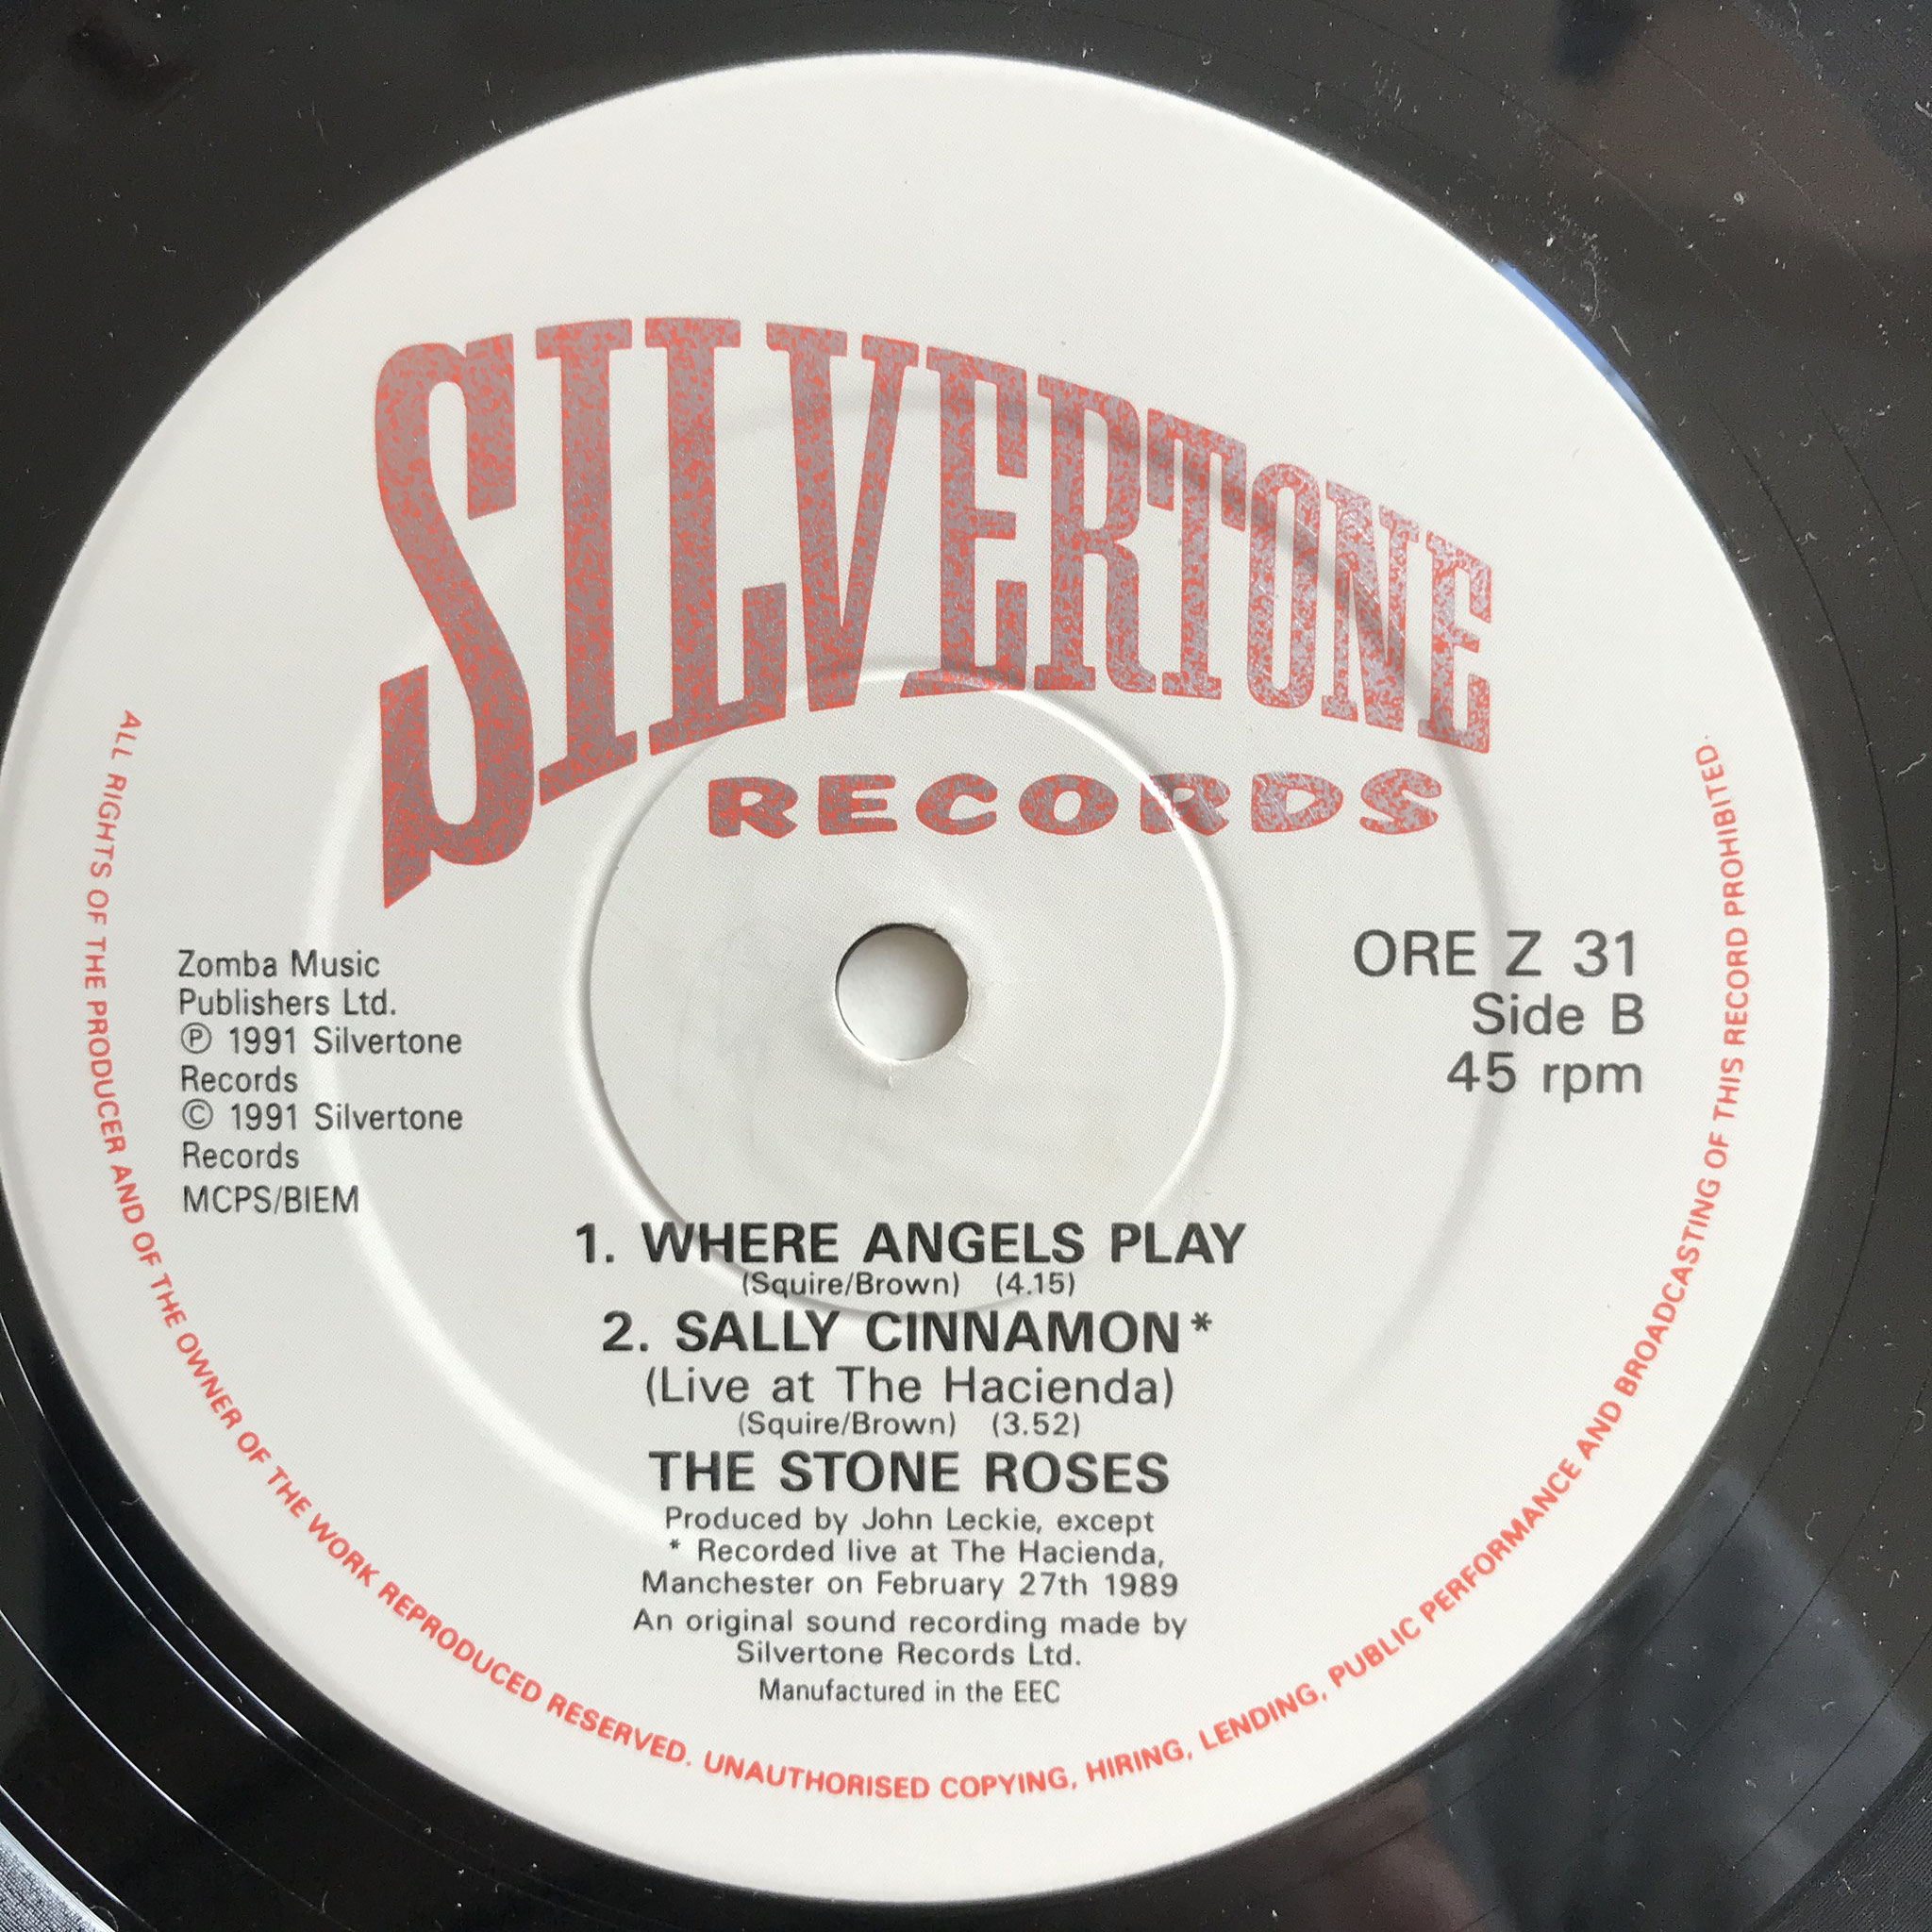 SILVERTONE
RECORDS
Zomba Music
Publishers Ltd.
Ⓟ 1991 Silvertone
Records
© 1991 Silvertone
Records
MCPS/BIEM
ORE Z 31
Side B
45 rpm
1. WHERE ANGELS PLAY
(Squire/Brown) (4.15)
2. SALLY CINNAMON*
(Live at The Hacienda)
(Squire/Brown) (3.52)
THE STONE ROSES
Produced by John Leckie, except
* Recorded live at The Hacienda,
Manchester on February 27th 1989
An original sound recording made by
Silvertone Records Ltd.
Manufactured in the EEC
ALL RIGHTS OF THE PRODUCER AND OF THE OWNER OF THE WORK REPRODUCED RESERVED. UNAUTHORISED COPYING, HIRING, LENDING, PUBLIC PERFORMANCE AND BROADCASTING OF THIS RECORD PROHIBITED.